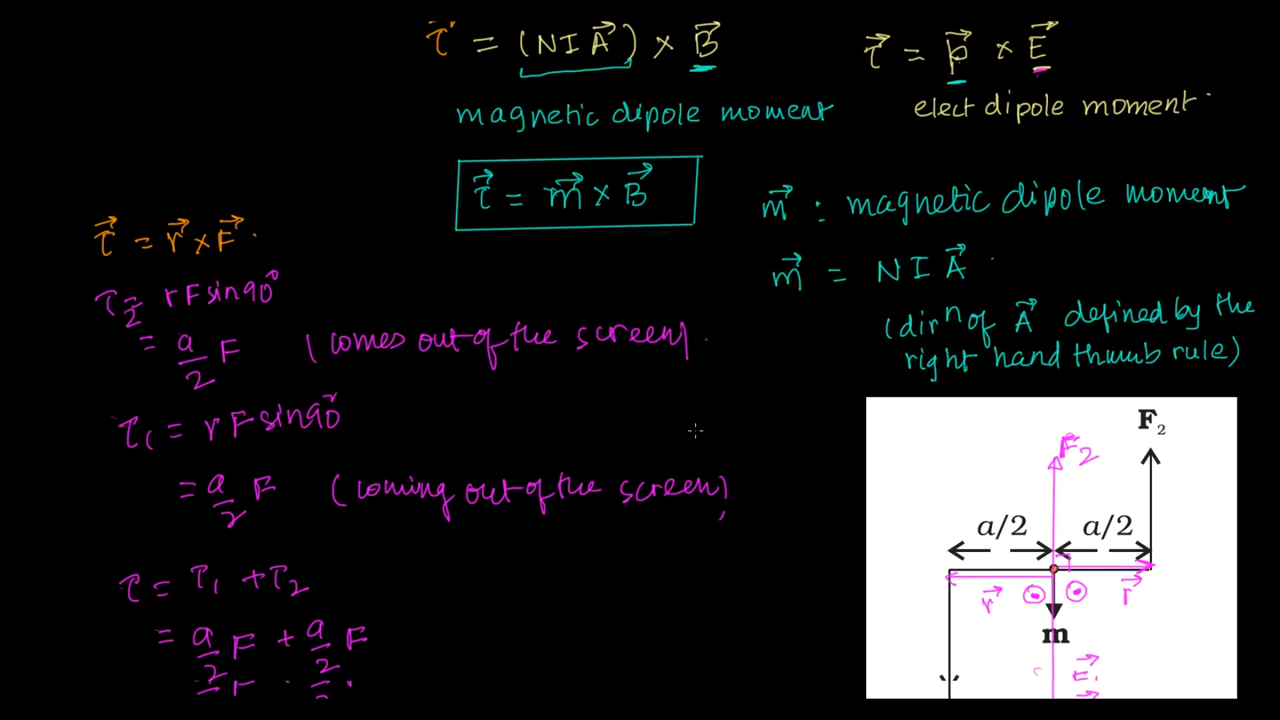 τ⃗ = (NIA⃗) × B⃗
τ⃗ = p⃗ × E⃗
magnetic dipole moment
elect dipole moment.
τ⃗ = m⃗ × B⃗
m⃗ : magnetic dipole moment
m⃗ = NIA⃗.
(dirⁿ of A⃗ defined by the
right hand thumb rule)
τ⃗ = r⃗ × F⃗.
τ₂ = rF sin90°
= a/2 F (comes out of the screen).
τ₁ = rF sin90°
= a/2 F (coming out of the screen),
τ = τ₁ + τ₂
= a/2 F + a/2 F
F₂
F₂
a/2 a/2
r⃗ r⃗
m